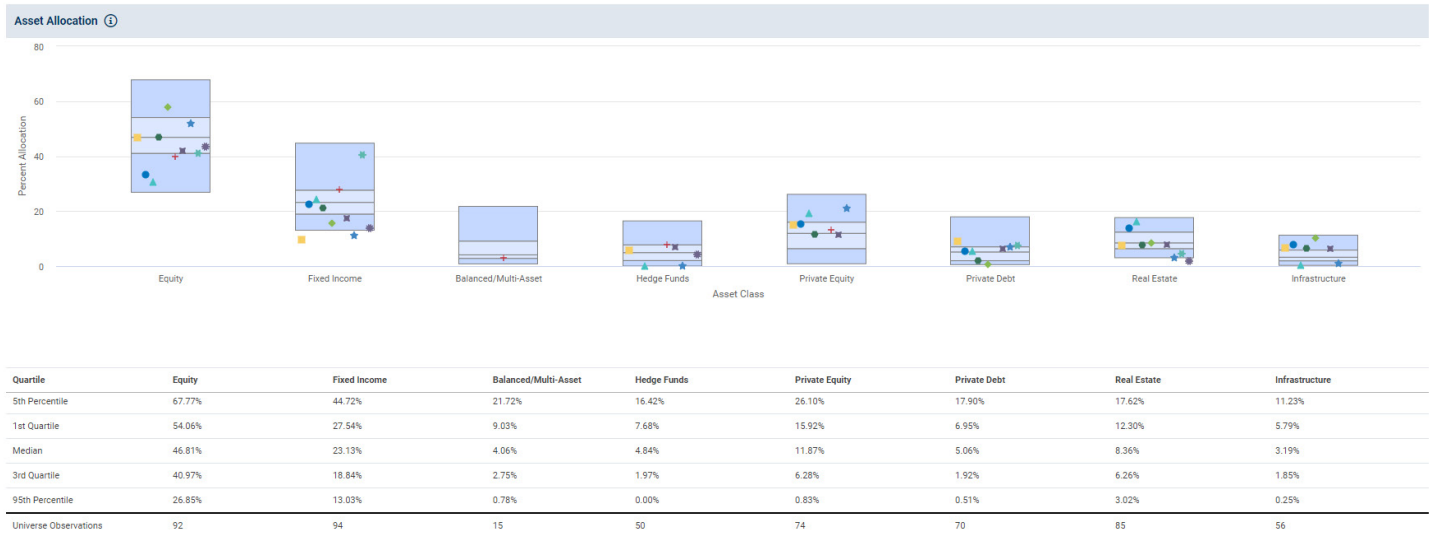 Asset Allocation
80
60
40
20
0
Percent Allocation
Equity Fixed Income Balanced/Multi-Asset Hedge Funds Private Equity Private Debt Real Estate Infrastructure
Asset Class
Quartile Equity Fixed Income Balanced/Multi-Asset Hedge Funds Private Equity Private Debt Real Estate Infrastructure
5th Percentile 67.77% 44.72% 21.72% 16.42% 26.10% 17.90% 17.62% 11.23%
1st Quartile 54.06% 27.54% 9.03% 7.68% 15.92% 6.95% 12.30% 5.79%
Median 46.81% 23.13% 4.06% 4.84% 11.87% 5.06% 8.36% 3.19%
3rd Quartile 40.97% 18.84% 2.75% 1.97% 6.28% 1.92% 6.26% 1.85%
95th Percentile 26.85% 13.03% 0.78% 0.00% 0.83% 0.51% 3.02% 0.25%
Universe Observations 92 94 15 50 74 70 85 56